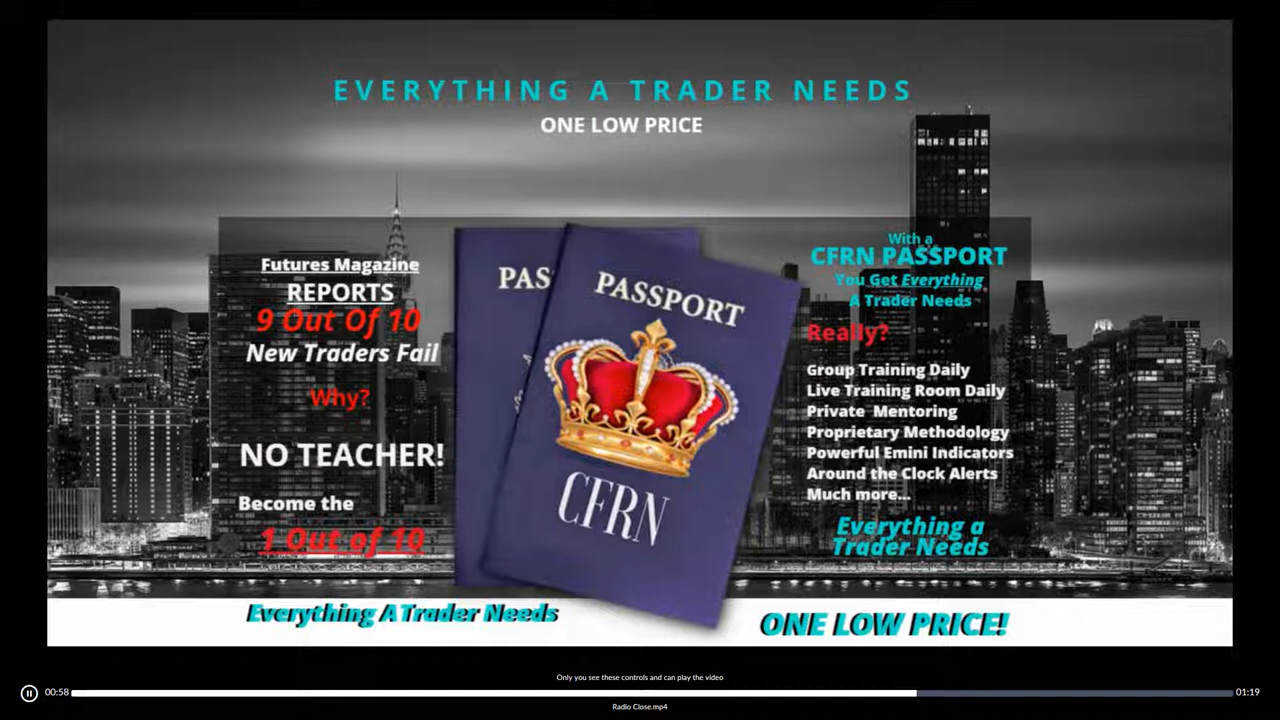 EVERYTHING A TRADER NEEDS
ONE LOW PRICE
Futures Magazine
REPORTS
9 Out Of 10
New Traders Fail
Why?
NO TEACHER!
Become the
1 Out of 10
PAS
PASSPORT
CFRN
With a
CFRN PASSPORT
You Get Everything
A Trader Needs
Really?
Group Training Daily
Live Training Room Daily
Private Mentoring
Proprietary Methodology
Powerful Emini Indicators
Around the Clock Alerts
Much more...
Everything a
Trader Needs
Everything A Trader Needs
ONE LOW PRICE!
Only you see these controls and can play the video
00:58
01:19
Radio Close.mp4